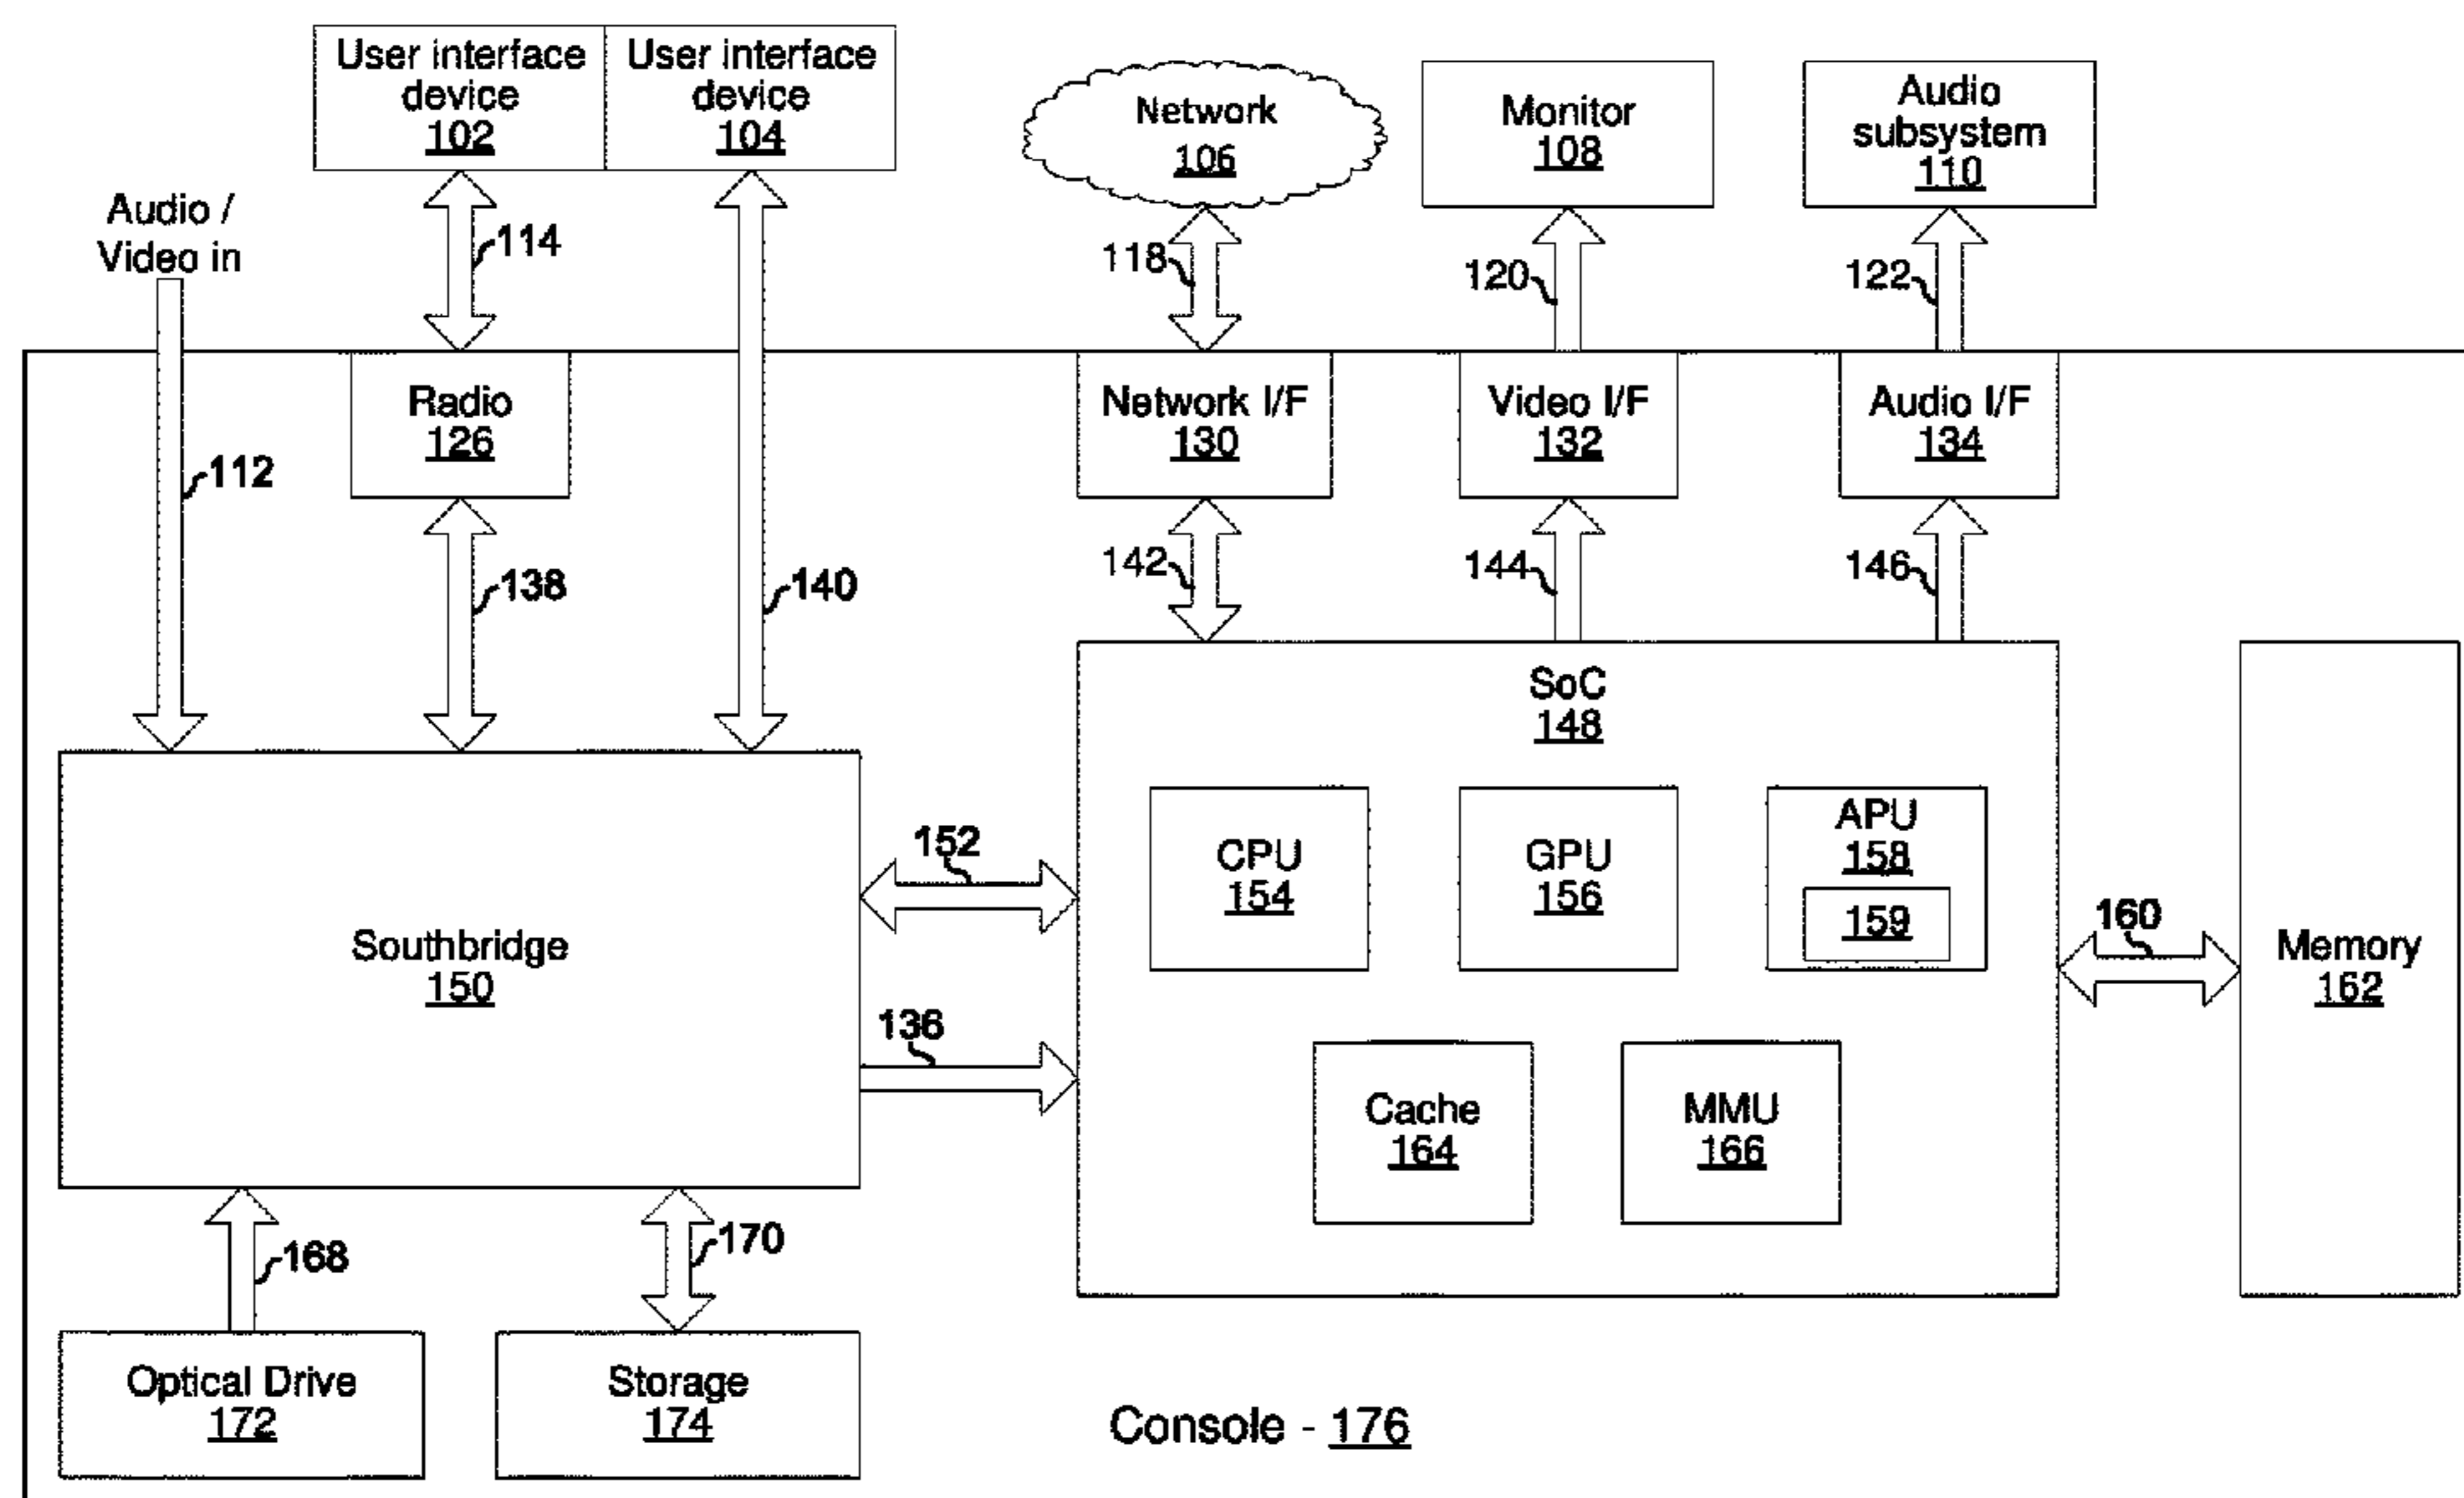 User interface
device
102
User interface
device
104
Network
106
Monitor
108
Audio
subsystem
110
Audio /
Video in
114
118
120
122
Radio
126
Network I/F
130
Video I/F
132
Audio I/F
134
112
138
140
142
144
146
SoC
148
CPU
154
GPU
156
APU
158
159
152
160
Southbridge
150
Memory
162
136
Cache
164
MMU
166
168
170
Optical Drive
172
Storage
174
Console - 176